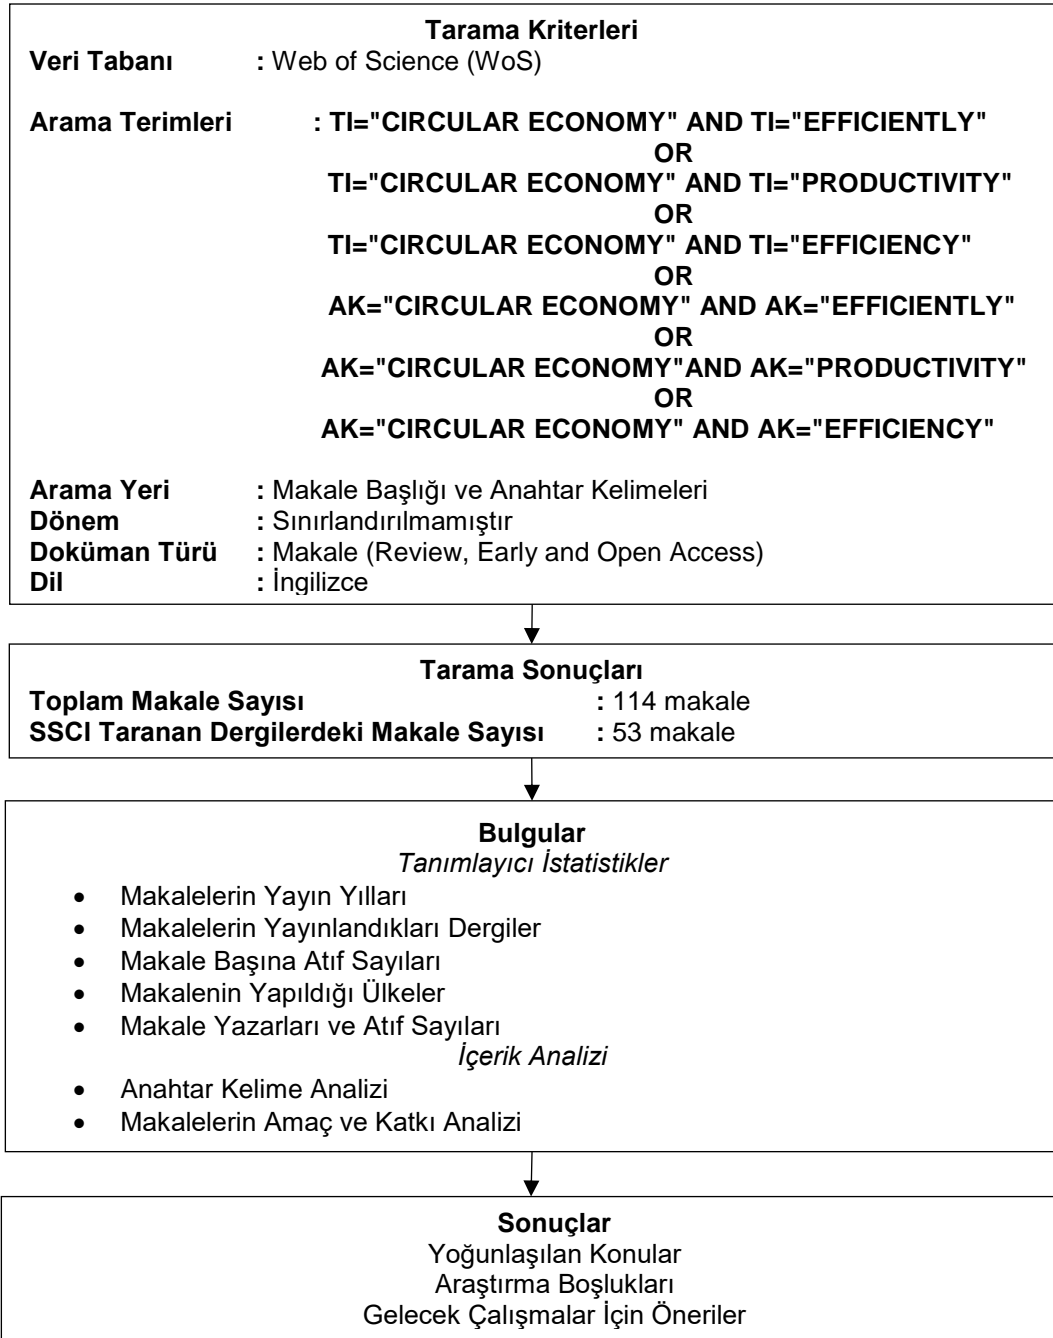 Tarama Kriterleri
Veri Tabanı : Web of Science (WoS)
Arama Terimleri : TI="CIRCULAR ECONOMY" AND TI="EFFICIENTLY"
OR
TI="CIRCULAR ECONOMY" AND TI="PRODUCTIVITY"
OR
TI="CIRCULAR ECONOMY" AND TI="EFFICIENCY"
OR
AK="CIRCULAR ECONOMY" AND AK="EFFICIENTLY"
OR
AK="CIRCULAR ECONOMY"AND AK="PRODUCTIVITY"
OR
AK="CIRCULAR ECONOMY" AND AK="EFFICIENCY"
Arama Yeri : Makale Başlığı ve Anahtar Kelimeleri
Dönem : Sınırlandırılmamıştır
Doküman Türü : Makale (Review, Early and Open Access)
Dil : İngilizce
Tarama Sonuçları
Toplam Makale Sayısı : 114 makale
SSCI Taranan Dergilerdeki Makale Sayısı : 53 makale
Bulgular
Tanımlayıcı İstatistikler
• Makalelerin Yayın Yılları
• Makalelerin Yayınlandıkları Dergiler
• Makale Başına Atıf Sayıları
• Makalenin Yapıldığı Ülkeler
• Makale Yazarları ve Atıf Sayıları
İçerik Analizi
• Anahtar Kelime Analizi
• Makalelerin Amaç ve Katkı Analizi
Sonuçlar
Yoğunlaşılan Konular
Araştırma Boşlukları
Gelecek Çalışmalar İçin Öneriler